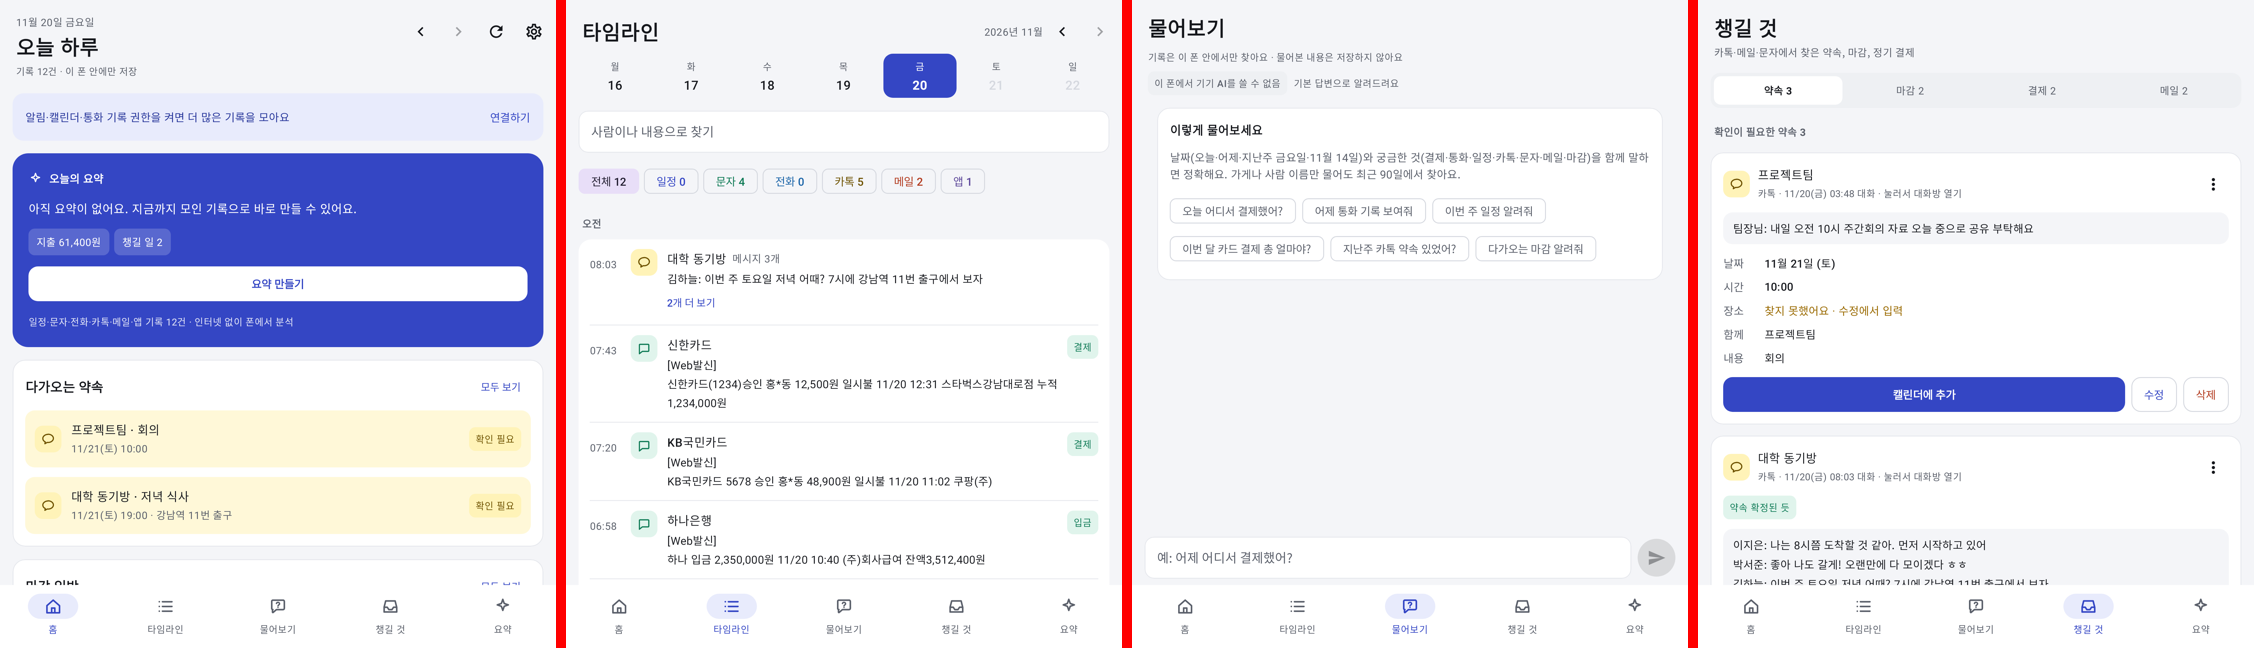 11월 20일 금요일
오늘 하루
기록 12건 · 이 폰 안에만 저장
알림·캘린더·통화 기록 권한을 켜면 더 많은 기록을 모아요
연결하기
오늘의 요약
아직 요약이 없어요. 지금까지 모인 기록으로 바로 만들 수 있어요.
지출 61,400원
챙길 일 2
요약 만들기
일정·문자·전화·카톡·메일·앱 기록 12건 · 인터넷 없이 폰에서 분석
다가오는 약속
모두 보기
프로젝트팀 · 회의
11/21(토) 10:00
확인 필요
대학 동기방 · 저녁 식사
11/21(토) 19:00 · 강남역 11번 출구
확인 필요
홈
타임라인
물어보기
챙길 것
요약
타임라인
2026년 11월
월
화
수
목
금
토
일
16
17
18
19
20
21
22
사람이나 내용으로 찾기
전체 12
일정 0
문자 4
전화 0
카톡 5
메일 2
앱 1
오전
08:03
대학 동기방 메시지 3개
김하늘: 이번 주 토요일 저녁 어때? 7시에 강남역 11번 출구에서 보자
2개 더 보기
07:43
신한카드
결제
[Web발신]
신한카드(1234)승인 홍*동 12,500원 일시불 11/20 12:31 스타벅스강남대로점 누적
1,234,000원
07:20
KB국민카드
결제
[Web발신]
KB국민카드 5678 승인 홍*동 48,900원 일시불 11/20 11:02 쿠팡(주)
06:58
하나은행
입금
[Web발신]
하나 입금 2,350,000원 11/20 10:40 (주)회사급여 잔액3,512,400원
홈
타임라인
물어보기
챙길 것
요약
물어보기
기록은 이 폰 안에서만 찾아요 · 물어본 내용은 저장하지 않아요
이 폰에서 기기 AI를 쓸 수 없음
기본 답변으로 알려드려요
이렇게 물어보세요
날짜(오늘·어제·지난주 금요일·11월 14일)와 궁금한 것(결제·통화·일정·카톡·문자·메일·마감)을 함께 말하
면 정확해요. 가게나 사람 이름만 물어도 최근 90일에서 찾아요.
오늘 어디서 결제했어?
어제 통화 기록 보여줘
이번 주 일정 알려줘
이번 달 카드 결제 총 얼마야?
지난주 카톡 약속 있었어?
다가오는 마감 알려줘
예: 어제 어디서 결제했어?
홈
타임라인
물어보기
챙길 것
요약
챙길 것
카톡·메일·문자에서 찾은 약속, 마감, 정기 결제
약속 3
마감 2
결제 2
메일 2
확인이 필요한 약속 3
프로젝트팀
카톡 · 11/20(금) 03:48 대화 · 눌러서 대화방 열기
팀장님: 내일 오전 10시 주간회의 자료 오늘 중으로 공유 부탁해요
날짜 11월 21일 (토)
시간 10:00
장소 찾지 못했어요 · 수정에서 입력
함께 프로젝트팀
내용 회의
캘린더에 추가
수정
삭제
대학 동기방
카톡 · 11/20(금) 08:03 대화 · 눌러서 대화방 열기
약속 확정된 듯
이지은: 나는 8시쯤 도착할 것 같아. 먼저 시작하고 있어
박서준: 좋아 나도 갈게! 오랜만에 다 모이겠다 ㅎㅎ
김하늘: 이번 주 토요일 저녁 어때? 7시에 강남역 11번 출구에서 보자
홈
타임라인
물어보기
챙길 것
요약